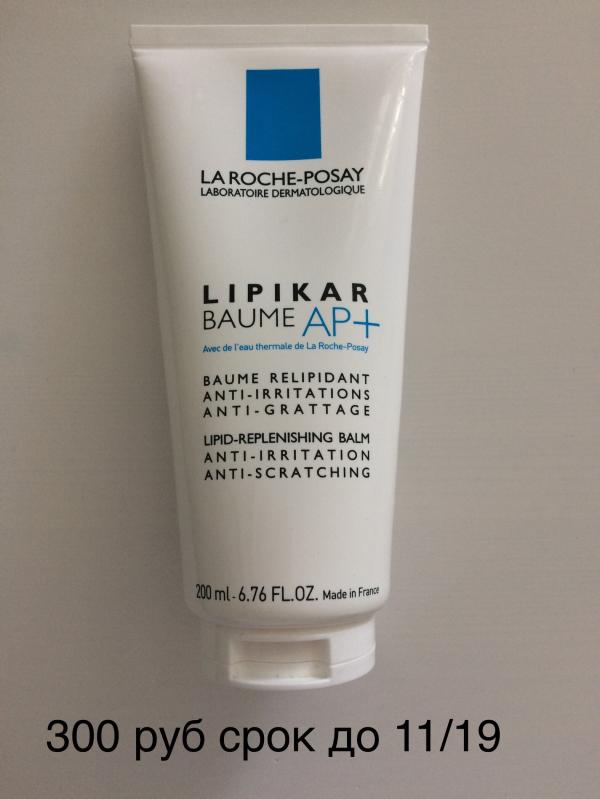 LA ROCHE-POSAY
LABORATOIRE DERMATOLOGIQUE
LIPIKAR
BAUME AP+
Avec de l'eau thermale de La Roche-Posay
BAUME RELIPIDANT
ANTI-IRRITATIONS
ANTI-GRATTAGE
LIPID-REPLENISHING BALM
ANTI-IRRITATION
ANTI-SCRATCHING
200 ml - 6.76 FL.OZ. Made in France
300 руб срок до 11/19